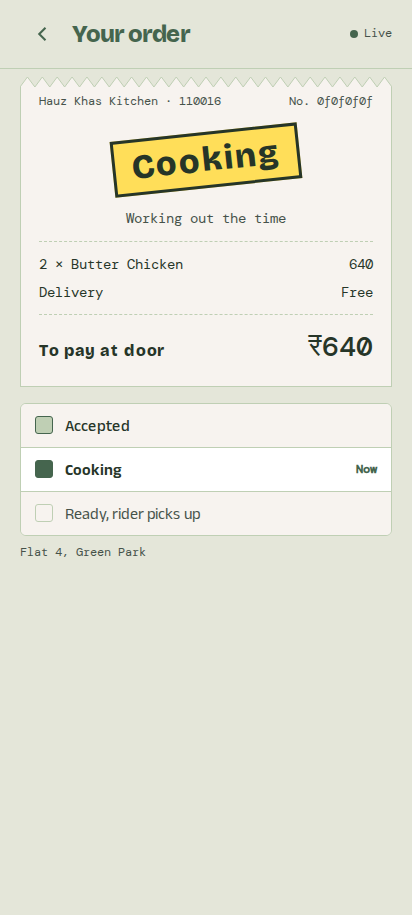 Your order
Live
Hauz Khas Kitchen · 110016
No. 0f0f0f0f
Cooking
Working out the time
2 × Butter Chicken 640
Delivery Free
To pay at door ₹640
Accepted
Cooking Now
Ready, rider picks up
Flat 4, Green Park